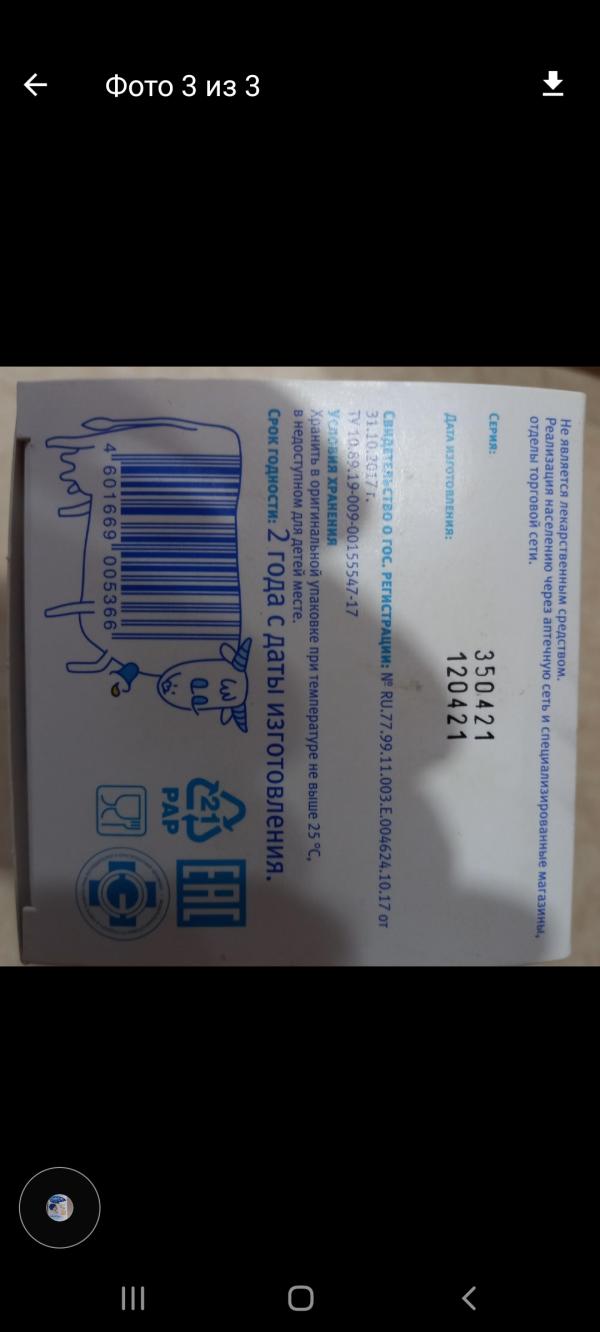 Фото 3 из 3
Не является лекарственным средством.
Реализация населению через аптечную сеть и специализированные магазины,
отделы торговой сети.
Серия: 350421
Дата изготовления: 120421
Свидетельство о гос. регистрации: № RU.77.99.11.003.Е.004624.10.17 от
31.10.2017 г.
ТУ 10.89.19-009-00155547-17
Условия хранения
Хранить в оригинальной упаковке при температуре не выше 25 °С,
в недоступном для детей месте.
Срок годности: 2 года с даты изготовления.
4 601669 005366
21
PAP
EAC